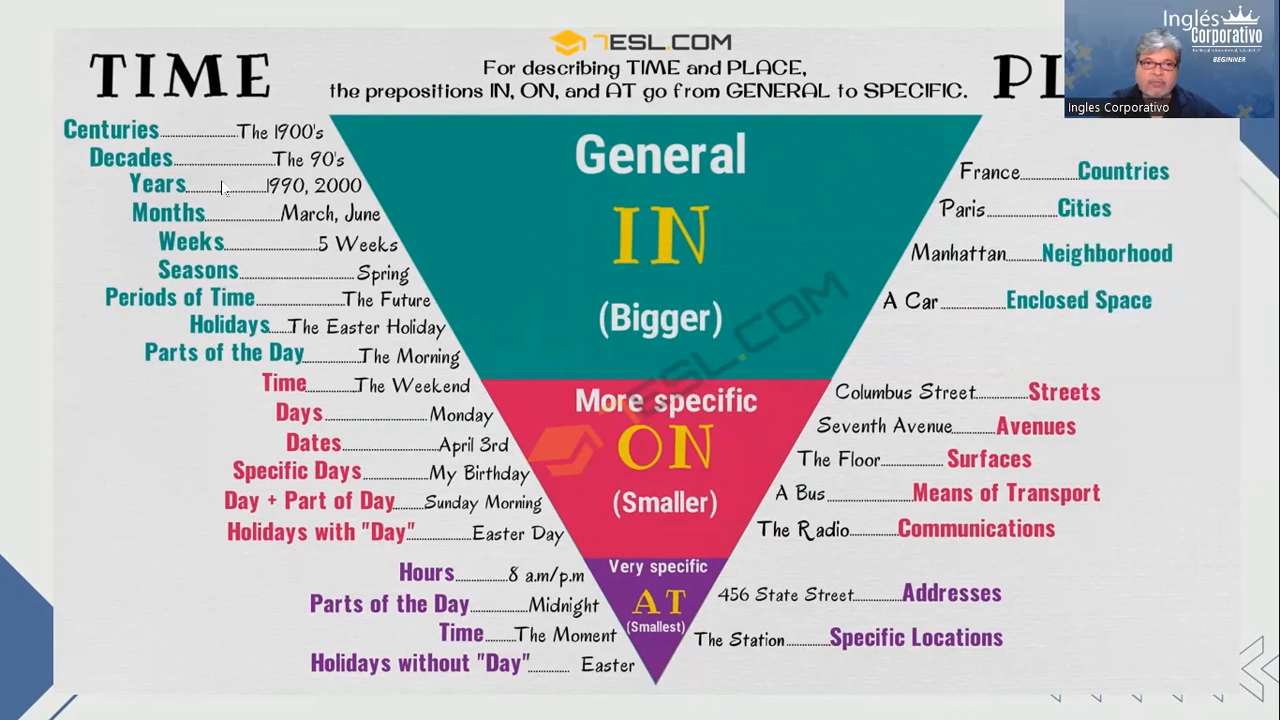 7ESL.COM
TIME
For describing TIME and PLACE,
the prepositions IN, ON, and AT go from GENERAL to SPECIFIC.
PL
Inglés
Corporativo
BEGINNER
Ingles Corporativo
Centuries The 1900's
Decades The 90's
Years 1990, 2000
Months March, June
Weeks 5 Weeks
Seasons Spring
Periods of Time The Future
Holidays The Easter Holiday
Parts of the Day The Morning
Time The Weekend
Days Monday
Dates April 3rd
Specific Days My Birthday
Day + Part of Day Sunday Morning
Holidays with "Day" Easter Day
Hours 8 a.m/p.m
Parts of the Day Midnight
Time The Moment
Holidays without "Day" Easter
General
IN
(Bigger)
More specific
ON
(Smaller)
Very specific
AT
(Smallest)
7ESL.COM
France Countries
Paris Cities
Manhattan Neighborhood
A Car Enclosed Space
Columbus Street Streets
Seventh Avenue Avenues
The Floor Surfaces
A Bus Means of Transport
The Radio Communications
456 State Street Addresses
The Station Specific Locations